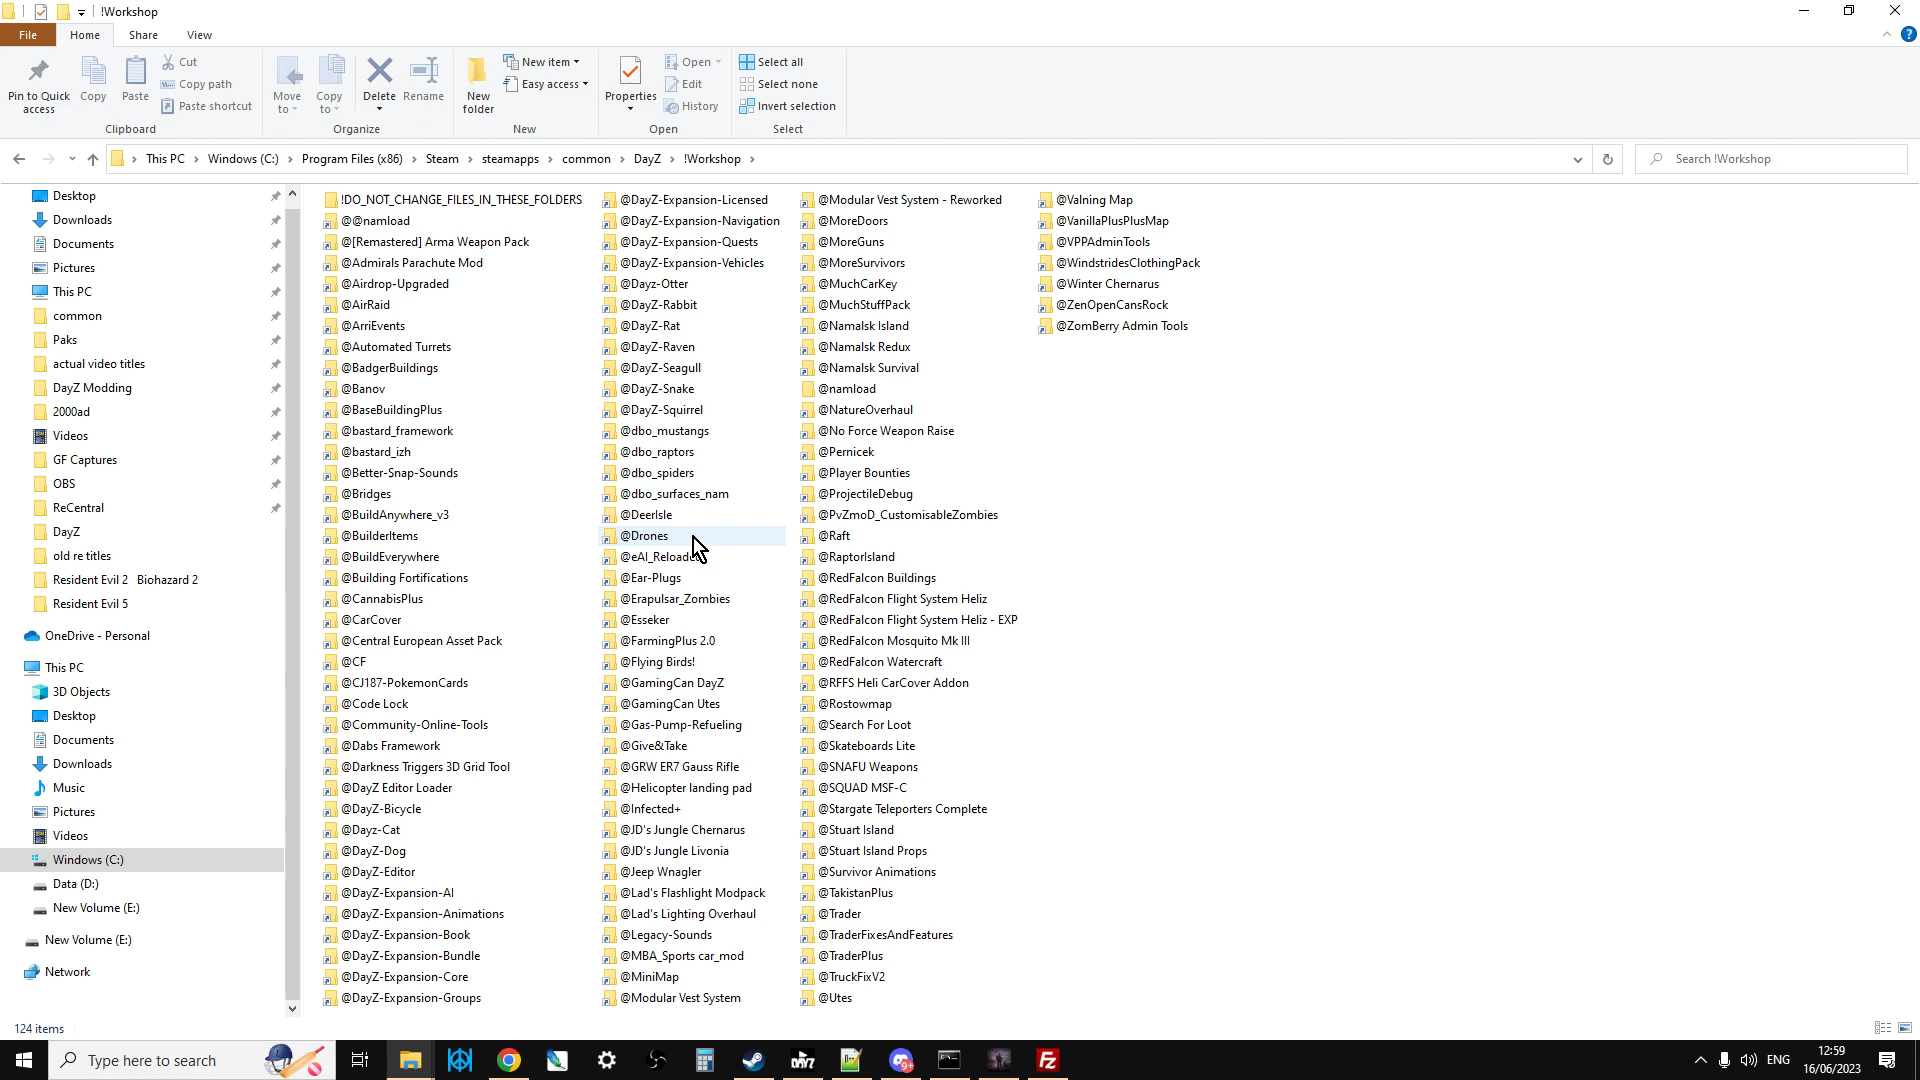 !Workshop
File
Home
Share
View
Pin to Quick access
Copy
Paste
Cut
Copy path
Paste shortcut
Clipboard
Move to
Copy to
Delete
Rename
Organize
New folder
New item
Easy access
New
Properties
Open
Edit
History
Open
Select all
Select none
Invert selection
Select
This PC › Windows (C:) › Program Files (x86) › Steam › steamapps › common › DayZ › !Workshop ›
Search !Workshop
Desktop
Downloads
Documents
Pictures
This PC
common
Paks
actual video titles
DayZ Modding
2000ad
Videos
GF Captures
OBS
ReCentral
DayZ
old re titles
Resident Evil 2 Biohazard 2
Resident Evil 5
OneDrive - Personal
This PC
3D Objects
Desktop
Documents
Downloads
Music
Pictures
Videos
Windows (C:)
Data (D:)
New Volume (E:)
New Volume (E:)
Network
!DO_NOT_CHANGE_FILES_IN_THESE_FOLDERS
@@namload
@[Remastered] Arma Weapon Pack
@Admirals Parachute Mod
@Airdrop-Upgraded
@AirRaid
@ArriEvents
@Automated Turrets
@BadgerBuildings
@Banov
@BaseBuildingPlus
@bastard_framework
@bastard_izh
@Better-Snap-Sounds
@Bridges
@BuildAnywhere_v3
@BuilderItems
@BuildEverywhere
@Building Fortifications
@CannabisPlus
@CarCover
@Central European Asset Pack
@CF
@CJ187-PokemonCards
@Code Lock
@Community-Online-Tools
@Dabs Framework
@Darkness Triggers 3D Grid Tool
@DayZ Editor Loader
@DayZ-Bicycle
@Dayz-Cat
@DayZ-Dog
@DayZ-Editor
@DayZ-Expansion-AI
@DayZ-Expansion-Animations
@DayZ-Expansion-Book
@DayZ-Expansion-Bundle
@DayZ-Expansion-Core
@DayZ-Expansion-Groups
@DayZ-Expansion-Licensed
@DayZ-Expansion-Navigation
@DayZ-Expansion-Quests
@DayZ-Expansion-Vehicles
@Dayz-Otter
@DayZ-Rabbit
@DayZ-Rat
@DayZ-Raven
@DayZ-Seagull
@DayZ-Snake
@DayZ-Squirrel
@dbo_mustangs
@dbo_raptors
@dbo_spiders
@dbo_surfaces_nam
@DeerIsle
@Drones
@eAI_Reloaded
@Ear-Plugs
@Erapulsar_Zombies
@Esseker
@FarmingPlus 2.0
@Flying Birds!
@GamingCan DayZ
@GamingCan Utes
@Gas-Pump-Refueling
@Give&Take
@GRW ER7 Gauss Rifle
@Helicopter landing pad
@Infected+
@JD's Jungle Chernarus
@JD's Jungle Livonia
@Jeep Wnagler
@Lad's Flashlight Modpack
@Lad's Lighting Overhaul
@Legacy-Sounds
@MBA_Sports car_mod
@MiniMap
@Modular Vest System
@Modular Vest System - Reworked
@MoreDoors
@MoreGuns
@MoreSurvivors
@MuchCarKey
@MuchStuffPack
@Namalsk Island
@Namalsk Redux
@Namalsk Survival
@namload
@NatureOverhaul
@No Force Weapon Raise
@Pernicek
@Player Bounties
@ProjectileDebug
@PvZmoD_CustomisableZombies
@Raft
@RaptorIsland
@RedFalcon Buildings
@RedFalcon Flight System Heliz
@RedFalcon Flight System Heliz - EXP
@RedFalcon Mosquito Mk III
@RedFalcon Watercraft
@RFFS Heli CarCover Addon
@Rostowmap
@Search For Loot
@Skateboards Lite
@SNAFU Weapons
@SQUAD MSF-C
@Stargate Teleporters Complete
@Stuart Island
@Stuart Island Props
@Survivor Animations
@TakistanPlus
@Trader
@TraderFixesAndFeatures
@TraderPlus
@TruckFixV2
@Utes
@Valning Map
@VanillaPlusPlusMap
@VPPAdminTools
@WindstridesClothingPack
@Winter Chernarus
@ZenOpenCansRock
@ZomBerry Admin Tools
124 items
Type here to search
ENG
12:59
16/06/2023